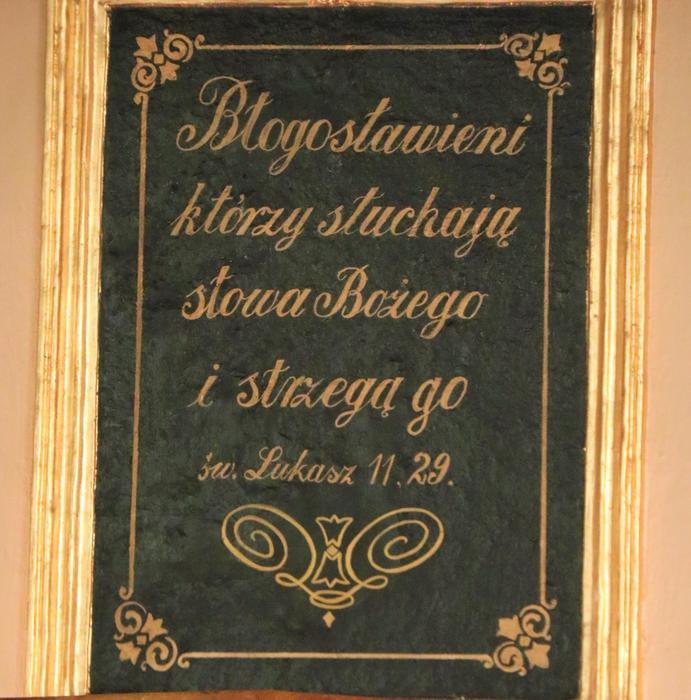 Błogosławieni
którzy słuchają
słowa Bożego
i strzegą go
św. Łukasz 11, 29.